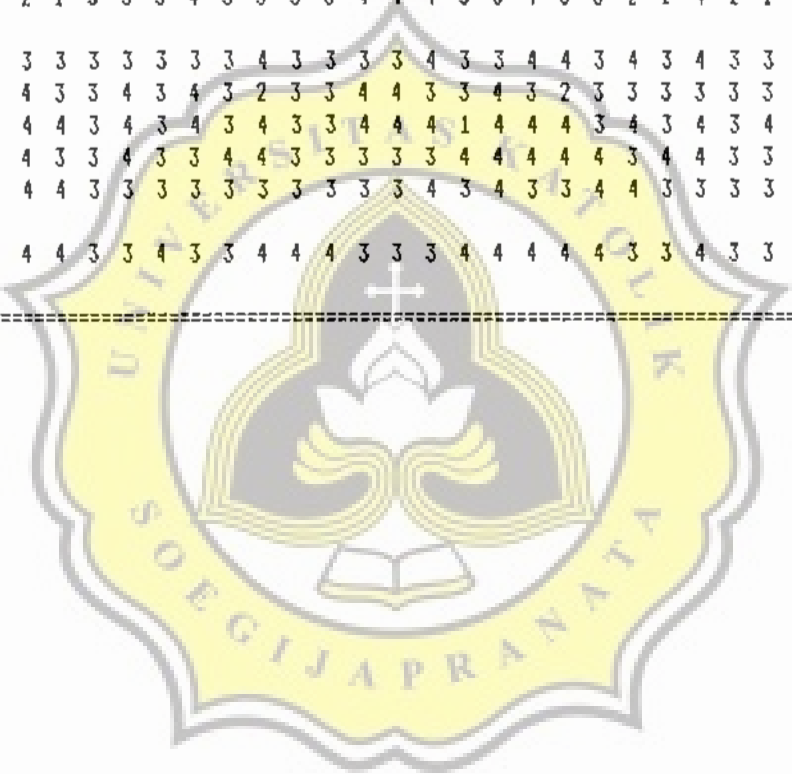 3 3 3 3 3 3 3 4 3 3 3 3 4 3 3 4 4 3 4 3 4 3 3
4 3 3 4 3 4 3 2 3 3 4 4 3 3 4 3 2 3 3 3 3 3 3
4 4 3 4 3 4 3 4 3 3 4 4 4 1 4 4 4 3 4 3 4 3 4
4 3 3 4 3 3 4 4 3 3 3 3 3 4 4 4 4 4 3 4 4 3 3
4 4 3 3 3 3 3 3 3 3 3 3 4 3 4 3 3 4 4 3 3 3 3
4 4 3 3 4 3 3 4 4 4 3 3 3 4 4 4 4 4 3 3 4 3 3
UNIVERSITAS KATOLIK
SOEGIJAPRANATA